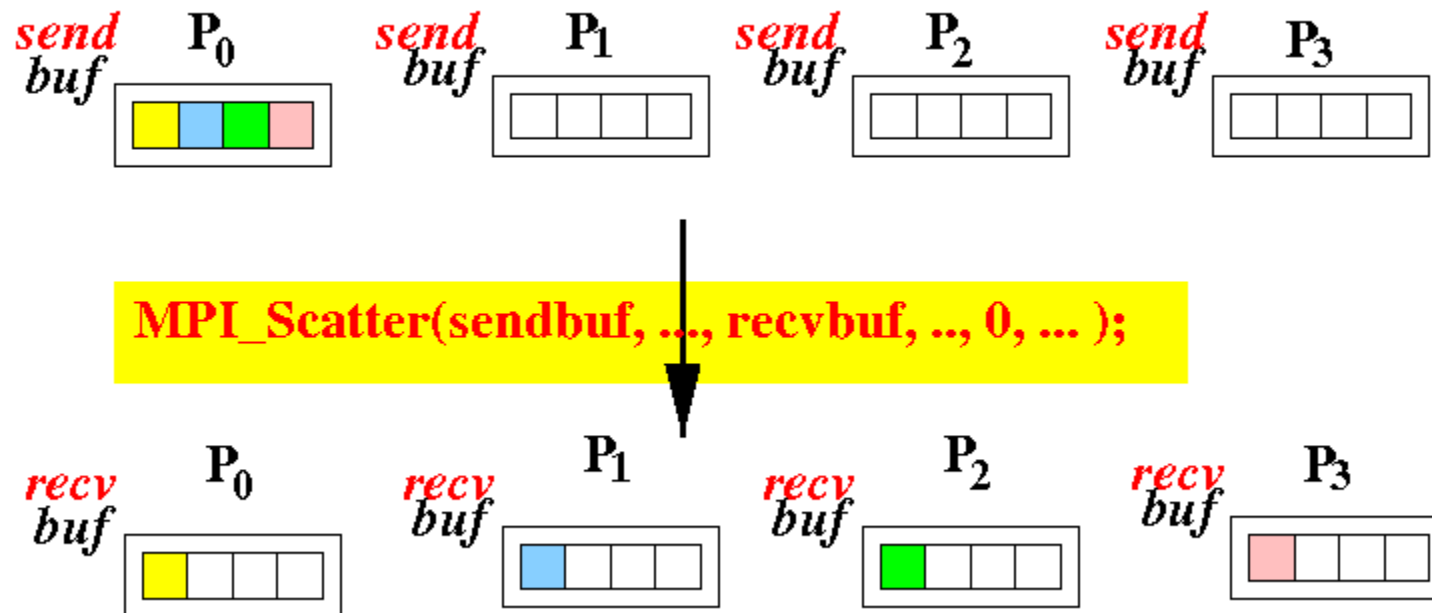 send P0 send P1 send P2 send P3
buf buf buf buf
MPI_Scatter(sendbuf, ...., recvbuf, .., 0, ... );
recv P0 recv P1 recv P2 recv P3
buf buf buf buf